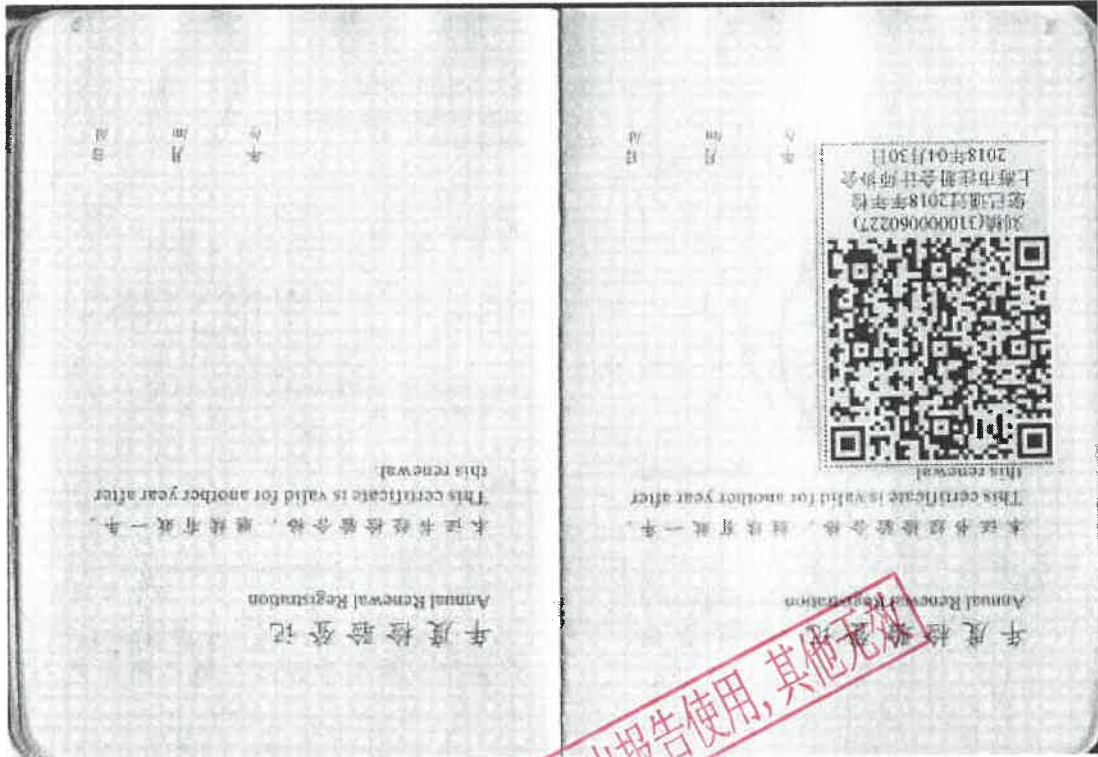 年度检验登记
Annual Renewal Registration
本证书经检验合格，继续有效一年。
This certificate is valid for another year after
this renewal.
(310000060227)
您已通过2018年年检
上海市注册会计师协会
2018年04月30日
年 月 日
/y /m /d
年度检验登记
Annual Renewal Registration
本证书经检验合格，继续有效一年。
This certificate is valid for another year after
this renewal.
年 月 日
/y /m /d
报告使用,其他无效